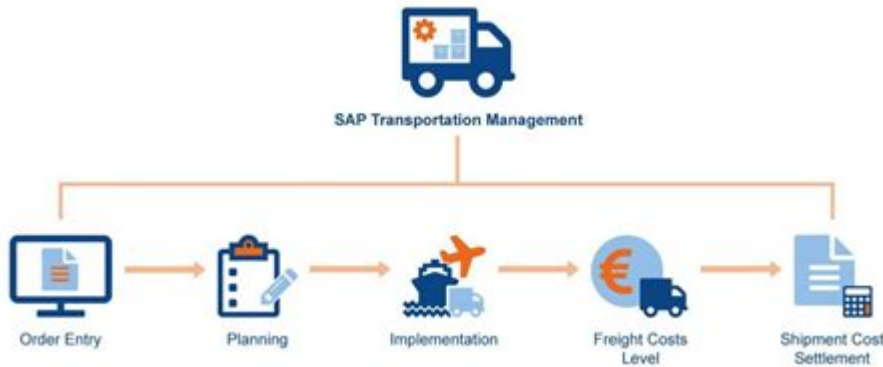 SAP Transportation Management
Order Entry
Planning
Implementation
Freight Costs
Level
Shipment Cost
Settlement